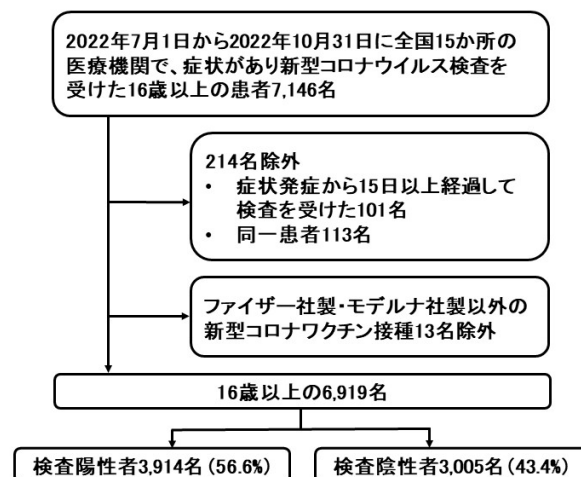 2022年7月1日から2022年10月31日に全国15か所の
医療機関で、症状があり新型コロナウイルス検査を
受けた16歳以上の患者7,146名
214名除外
• 症状発症から15日以上経過して
検査を受けた101名
• 同一患者113名
ファイザー社製・モデルナ社製以外の
新型コロナワクチン接種13名除外
16歳以上の6,919名
検査陽性者3,914名(56.6%)
検査陰性者3,005名(43.4%)